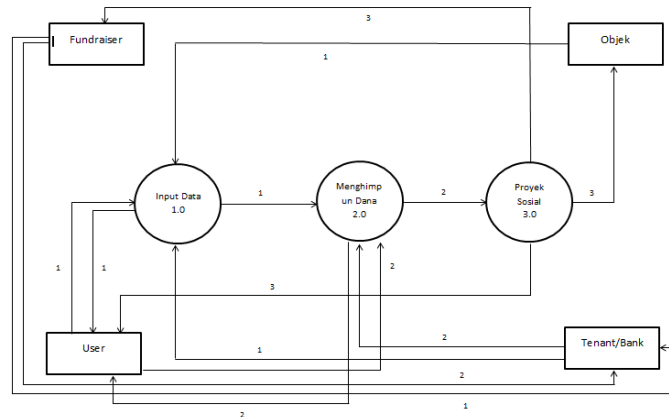 3
Fundraiser
Objek
1
Input Data
1.0
1
Menghimp
un Dana
2.0
2
Proyek
Sosial
3.0
3
1
1
2
3
User
1
2
Tenant/Bank
2
1
2